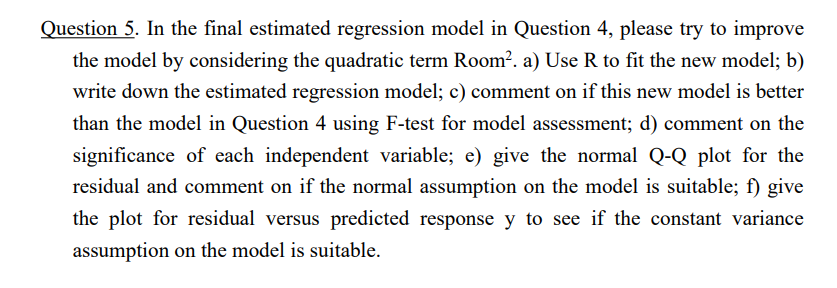 Question 5. In the final estimated regression model in Question 4, please try to improve
the model by considering the quadratic term Room². a) Use R to fit the new model; b)
write down the estimated regression model; c) comment on if this new model is better
than the model in Question 4 using F-test for model assessment; d) comment on the
significance of each independent variable; e) give the normal Q-Q plot for the
residual and comment on if the normal assumption on the model is suitable; f) give
the plot for residual versus predicted response y to see if the constant variance
assumption on the model is suitable.